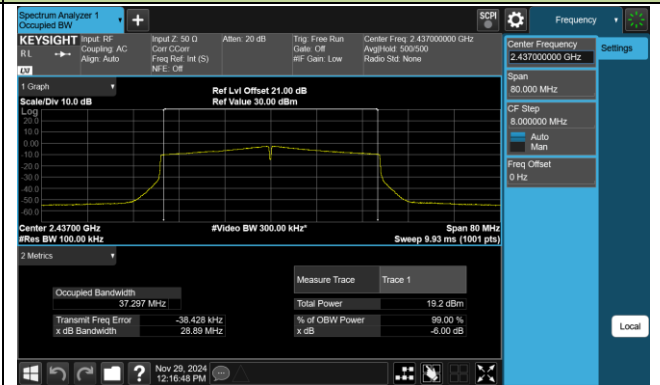 Spectrum Analyzer 1
Occupied BW
SCPI
Frequency
KEYSIGHT
R L
LXI
Input: RF
Coupling: AC
Align: Auto
Input Z: 50 Ω
Corr CCorr
Freq Ref: Int (S)
NFE: Off
Atten: 20 dB
Trig: Free Run
Gate: Off
#IF Gain: Low
Center Freq: 2.437000000 GHz
Avg|Hold: 500/500
Radio Std: None
Center Frequency
2.437000000 GHz
Settings
Span
80.000 MHz
CF Step
8.000000 MHz
Auto
Man
Freq Offset
0 Hz
1 Graph
Scale/Div 10.0 dB
Ref Lvl Offset 21.00 dB
Ref Value 30.00 dBm
Log
20.0
10.0
0.00
-10.0
-20.0
-30.0
-40.0
-50.0
-60.0
Center 2.43700 GHz
#Video BW 300.00 kHz*
Span 80 MHz
#Res BW 100.00 kHz
Sweep 9.93 ms (1001 pts)
2 Metrics
Measure Trace
Trace 1
Occupied Bandwidth
37.297 MHz
Total Power
19.2 dBm
Transmit Freq Error
-38.428 kHz
% of OBW Power
99.00 %
x dB Bandwidth
28.89 MHz
x dB
-6.00 dB
Local
?
Nov 29, 2024
12:16:48 PM